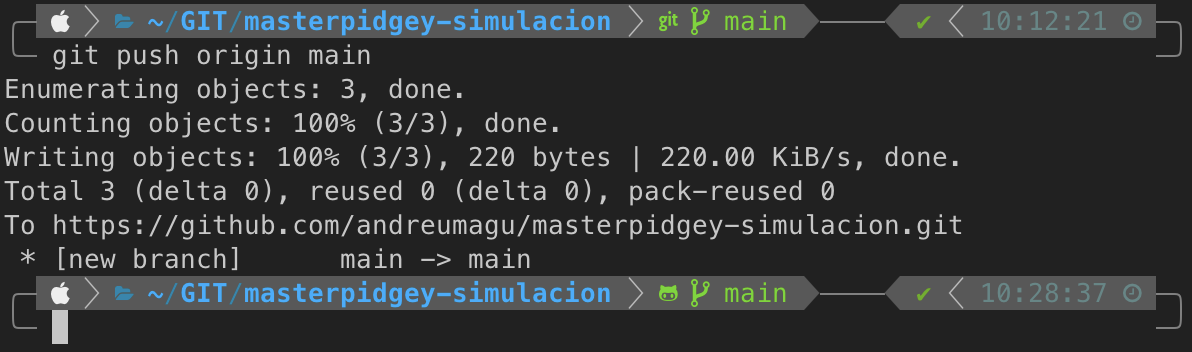 ~/GIT/masterpidgey-simulacion git main ✔ 10:12:21
git push origin main
Enumerating objects: 3, done.
Counting objects: 100% (3/3), done.
Writing objects: 100% (3/3), 220 bytes | 220.00 KiB/s, done.
Total 3 (delta 0), reused 0 (delta 0), pack-reused 0
To https://github.com/andreumagu/masterpidgey-simulacion.git
 * [new branch]      main -> main
~/GIT/masterpidgey-simulacion main ✔ 10:28:37